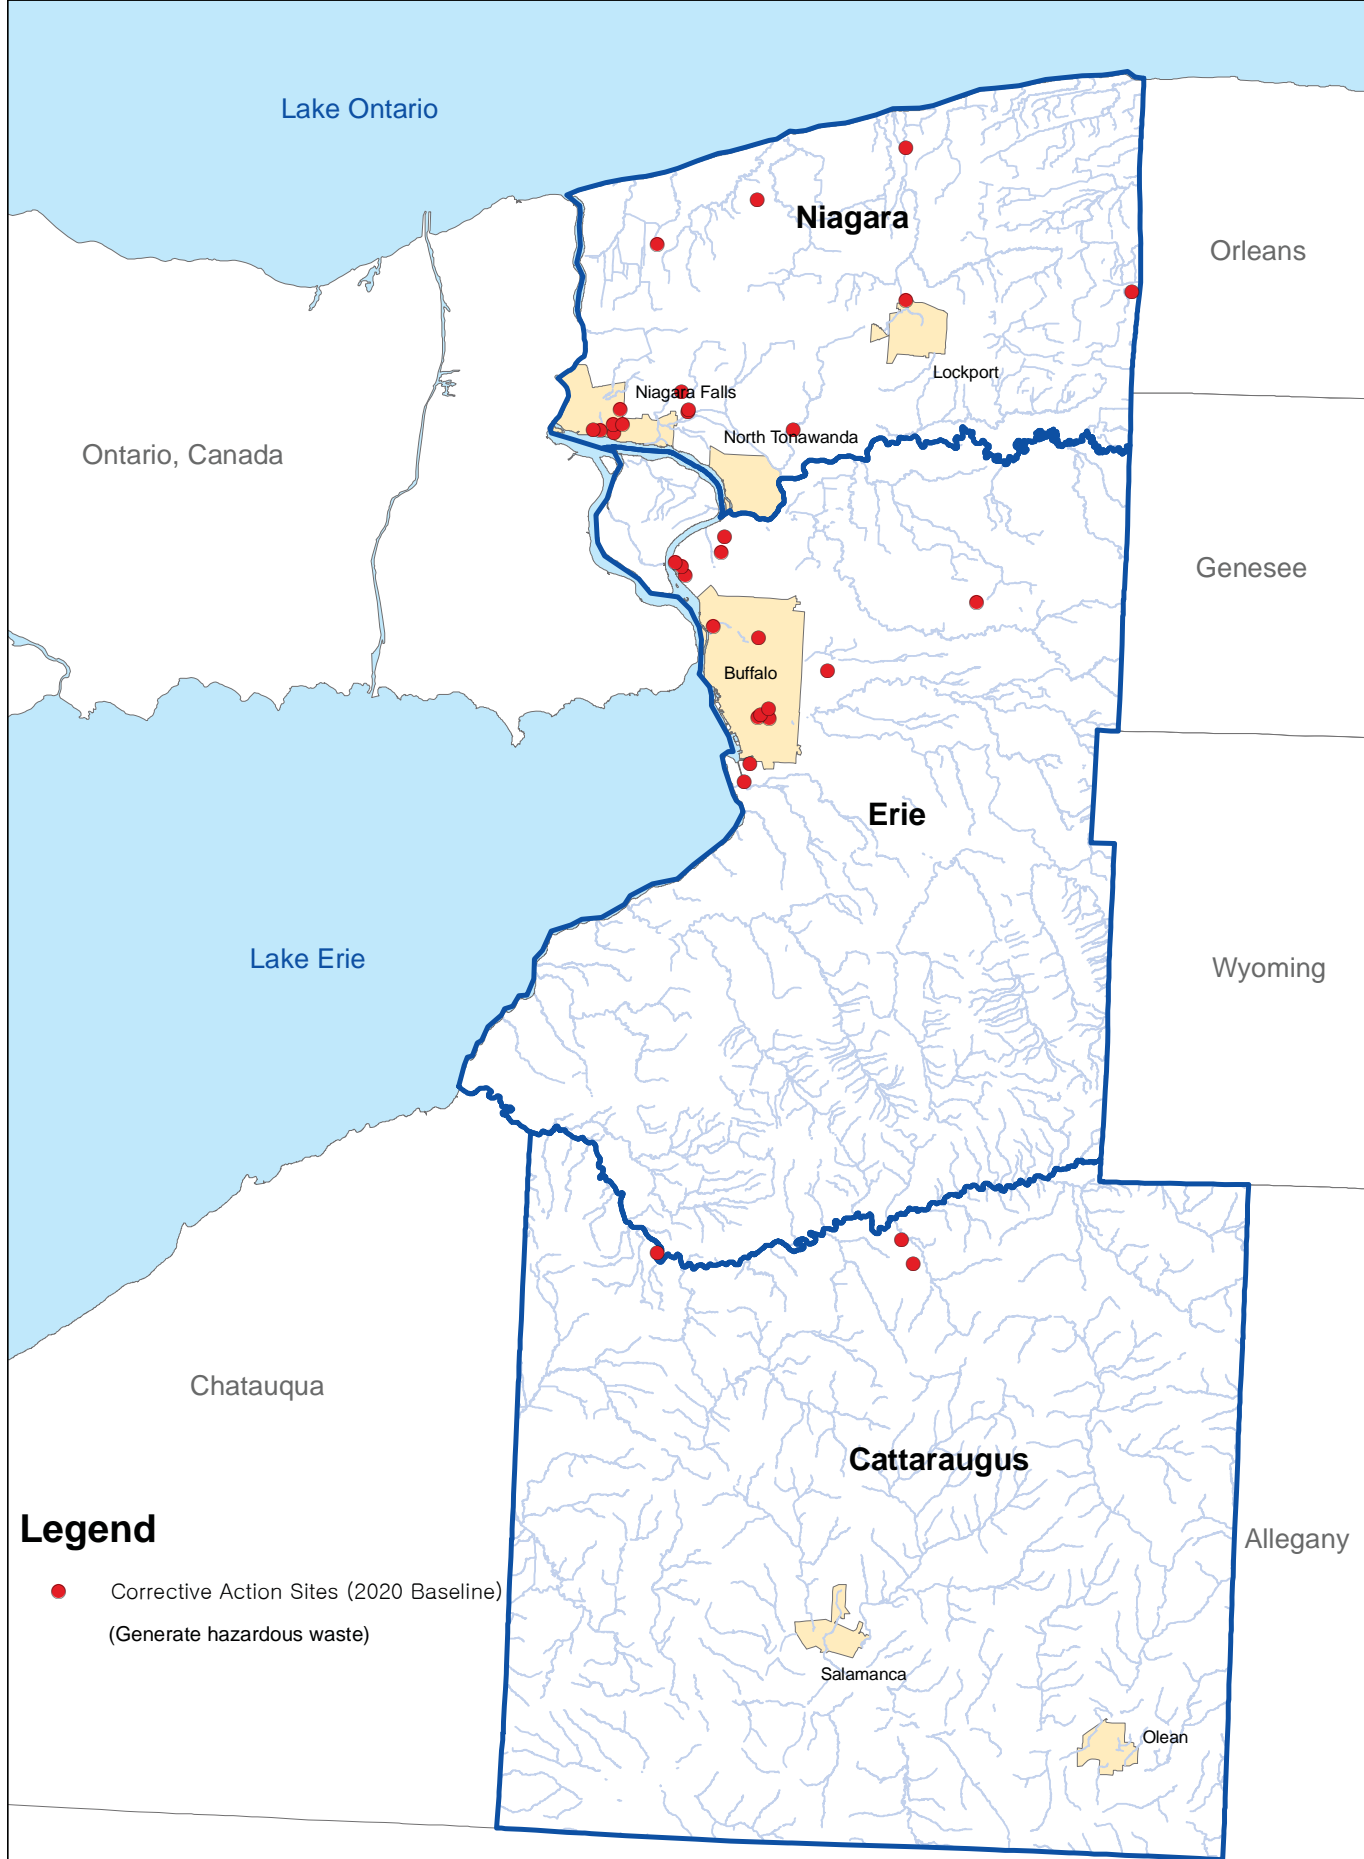 Lake Ontario
Niagara
Orleans
Lockport
Niagara Falls
North Tonawanda
Ontario, Canada
Genesee
Buffalo
Erie
Lake Erie
Wyoming
Chatauqua
Cattaraugus
Legend
Allegany
Corrective Action Sites (2020 Baseline)
(Generate hazardous waste)
Salamanca
Olean